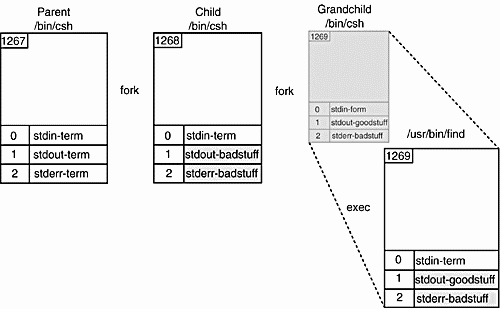 Parent
/bin/csh
1267
0 stdin-term
1 stdout-term
2 stderr-term
fork
Child
/bin/csh
1268
0 stdin-term
1 stdout-badstuff
2 stderr-badstuff
fork
Grandchild
/bin/csh
1269
0 stdin-form
1 stdout-goodstuff
2 stderr-badstuff
exec
/usr/bin/find
1269
0 stdin-term
1 stdout-goodstuff
2 stderr-badstuff